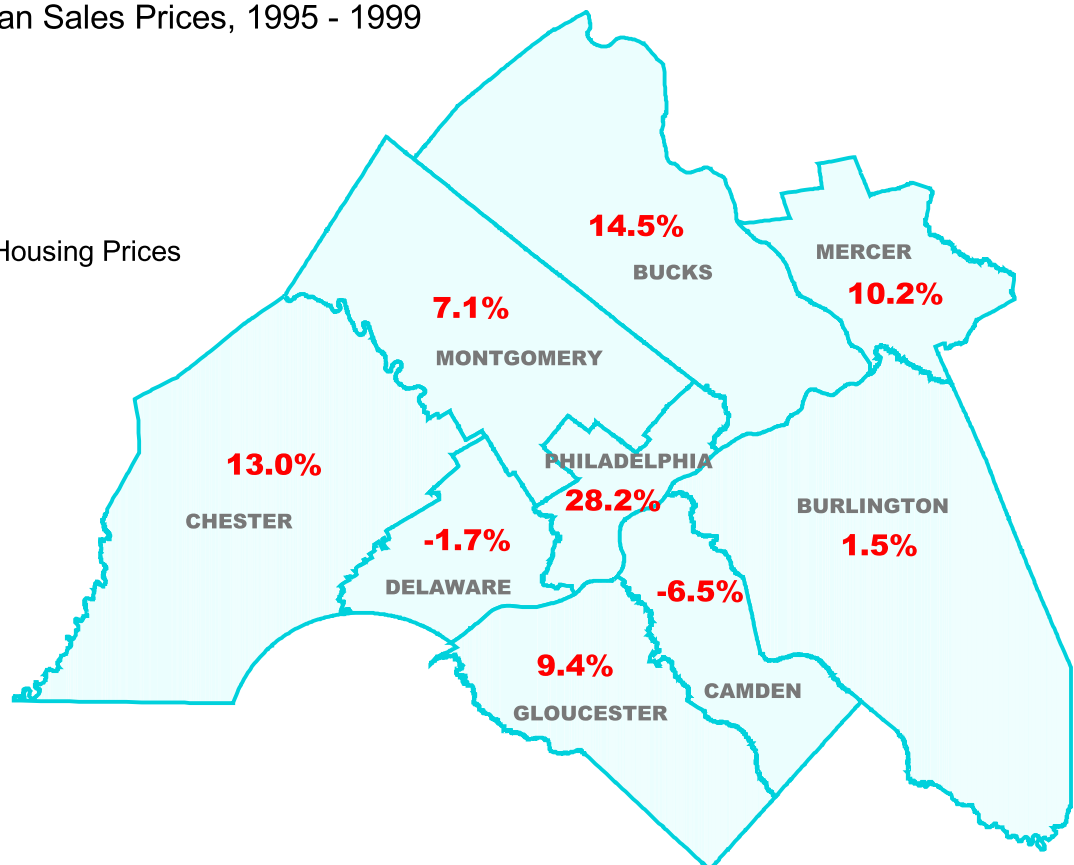 an Sales Prices, 1995 - 1999
14.5%
MERCER
Housing Prices
BUCKS
10.2%
7.1%
MONTGOMERY
13.0%
PHILADELPHIA
28.2%
BURLINGTON
CHESTER
-1.7%
1.5%
DELAWARE
-6.5%
9.4%
CAMDEN
GLOUCESTER